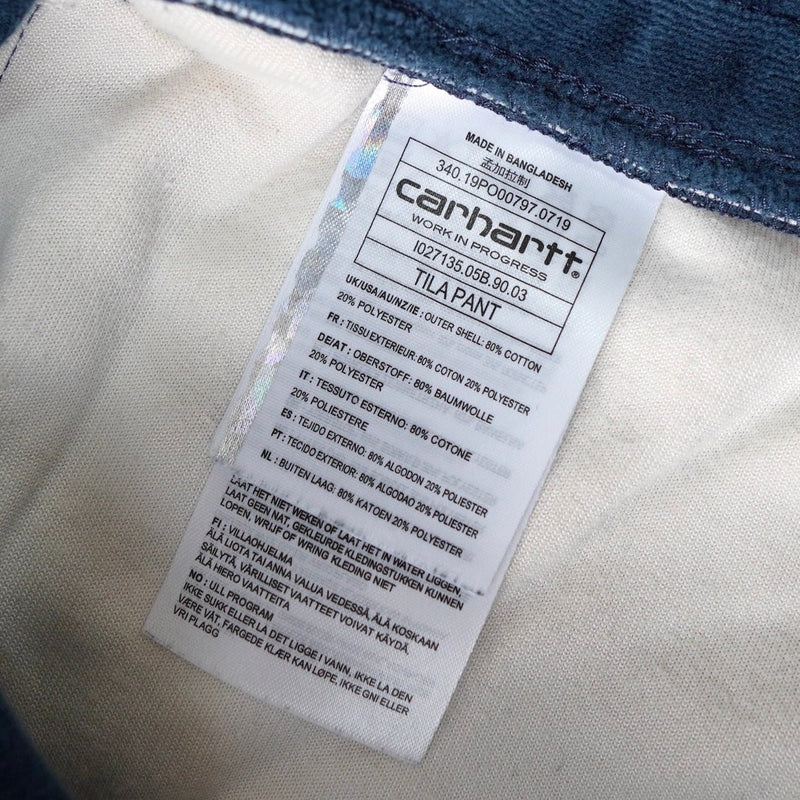 MADE IN BANGLADESH
孟加拉制
340.19PO00797.0719
carhartt®
WORK IN PROGRESS
I027135.05B.90.03
TILA PANT
UK/USA/AU/NZ/IE : OUTER SHELL: 80% COTTON
20% POLYESTER
FR : TISSU EXTERIEUR: 80% COTON 20% POLYESTER
DE/AT : OBERSTOFF: 80% BAUMWOLLE
20% POLYESTER
IT : TESSUTO ESTERNO: 80% COTONE
20% POLIESTERE
ES : TEJIDO EXTERNO: 80% ALGODON 20% POLIESTER
PT : TECIDO EXTERIOR: 80% ALGODAO 20% POLIESTER
NL : BUITEN LAAG: 80% KATOEN 20% POLYESTER
LAAT HET NIET WEKEN OF LAAT HET IN WATER LIGGEN,
LAAT GEEN NAT, GEKLEURDE KLEDINGSTUKKEN KUNNEN
LOPEN, WRIJF OF WRING KLEDING NIET
FI : VILLAOHJELMA
ÄLÄ LIOTA TAI ANNA VALUA VEDESSÄ, ÄLÄ KOSKAAN
SÄILYTÄ, VÄRILLISET VAATTEET VOIVAT KÄYDÄ,
ÄLÄ HIERO VAATTEITA
NO : ULL PROGRAM
IKKE SUKK ELLER LA DET LIGGE I VANN, IKKE LA DEN
VÆRE VÅT, FARGEDE KLÆR KAN LØPE, IKKE GNI ELLER
VRI PLAGG